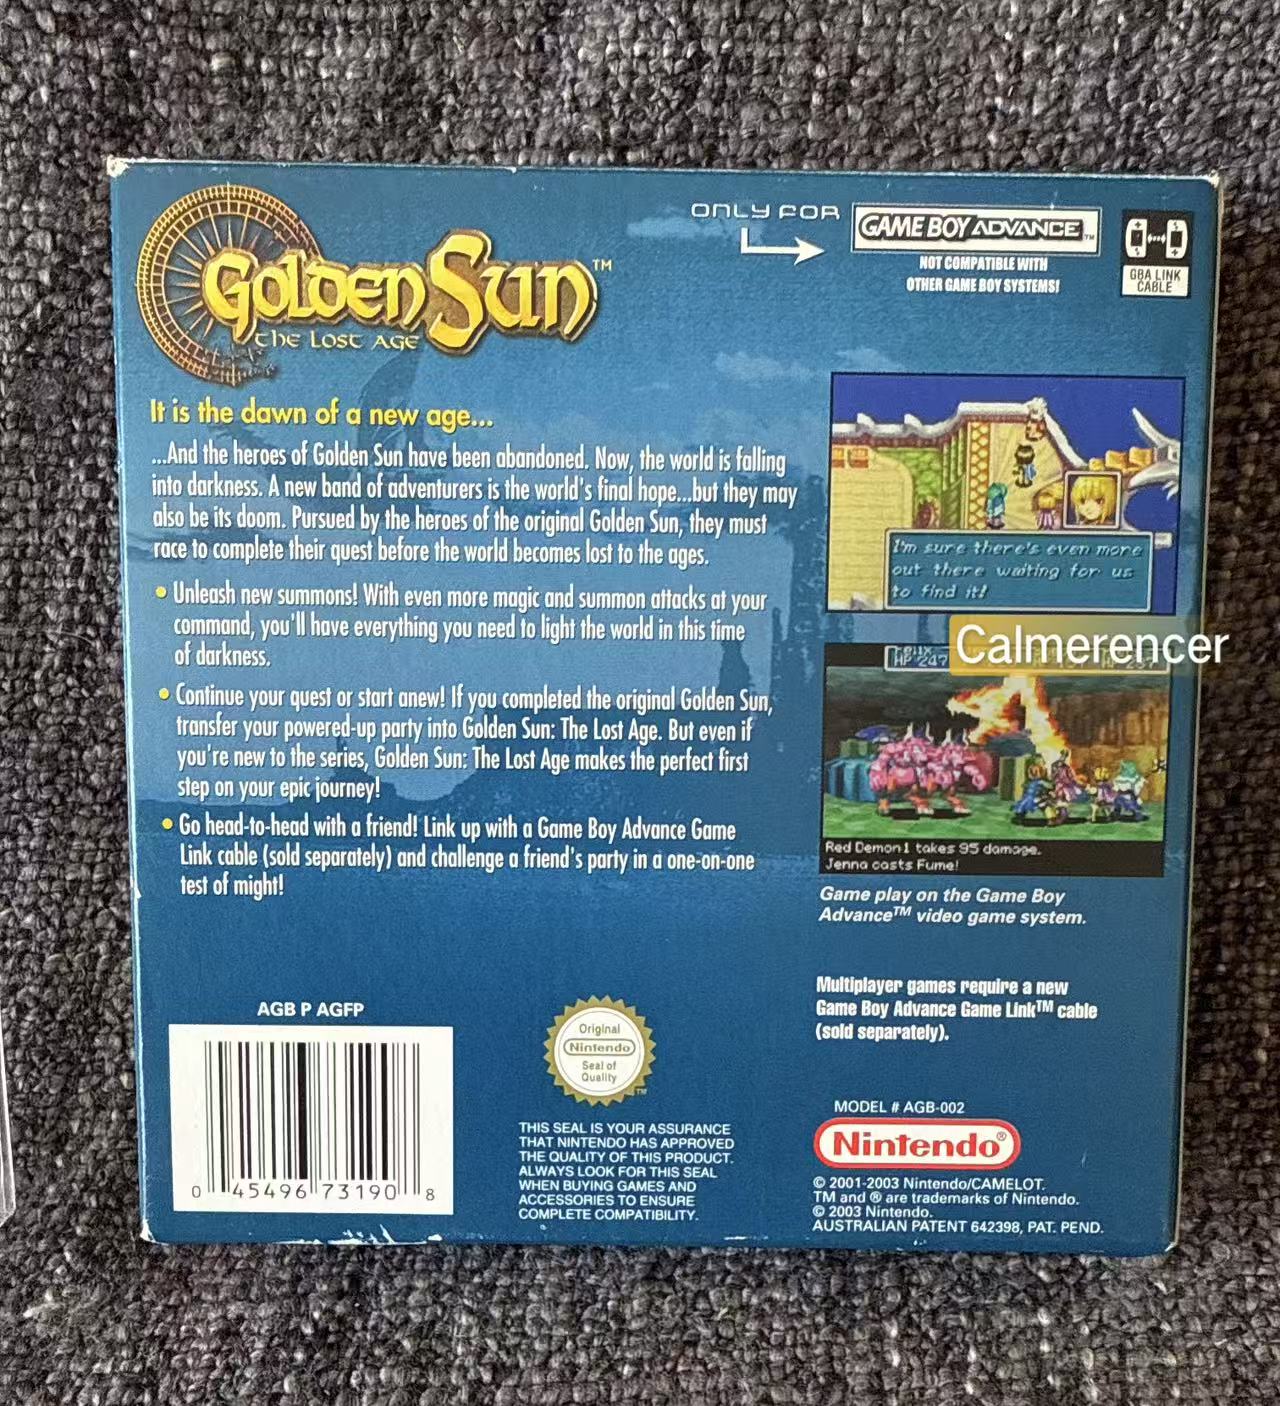 GOLDEN SUN™
THE LOST AGE
ONLY FOR
GAME BOY ADVANCE™
NOT COMPATIBLE WITH
OTHER GAME BOY SYSTEMS!
GBA LINK
CABLE
It is the dawn of a new age...
...And the heroes of Golden Sun have been abandoned. Now, the world is falling
into darkness. A new band of adventurers is the world's final hope...but they may
also be its doom. Pursued by the heroes of the original Golden Sun, they must
race to complete their quest before the world becomes lost to the ages.
• Unleash new summons! With even more magic and summon attacks at your
command, you'll have everything you need to light the world in this time
of darkness.
• Continue your quest or start anew! If you completed the original Golden Sun,
transfer your powered-up party into Golden Sun: The Lost Age. But even if
you're new to the series, Golden Sun: The Lost Age makes the perfect first
step on your epic journey!
• Go head-to-head with a friend! Link up with a Game Boy Advance Game
Link cable (sold separately) and challenge a friend's party in a one-on-one
test of might!
I'm sure there's even more
out there waiting for us
to find it!
Calmerencer
Felix
HP 247
Red Demon1 takes 95 damage.
Jenna casts Fume!
Game play on the Game Boy
Advance™ video game system.
Multiplayer games require a new
Game Boy Advance Game Link™ cable
(sold separately).
AGB P AGFP
0 45496 73190 8
Original
Nintendo
Seal of
Quality
™
THIS SEAL IS YOUR ASSURANCE
THAT NINTENDO HAS APPROVED
THE QUALITY OF THIS PRODUCT.
ALWAYS LOOK FOR THIS SEAL
WHEN BUYING GAMES AND
ACCESSORIES TO ENSURE
COMPLETE COMPATIBILITY.
MODEL # AGB-002
Nintendo®
© 2001-2003 Nintendo/CAMELOT.
TM and ® are trademarks of Nintendo.
© 2003 Nintendo.
AUSTRALIAN PATENT 642398, PAT. PEND.